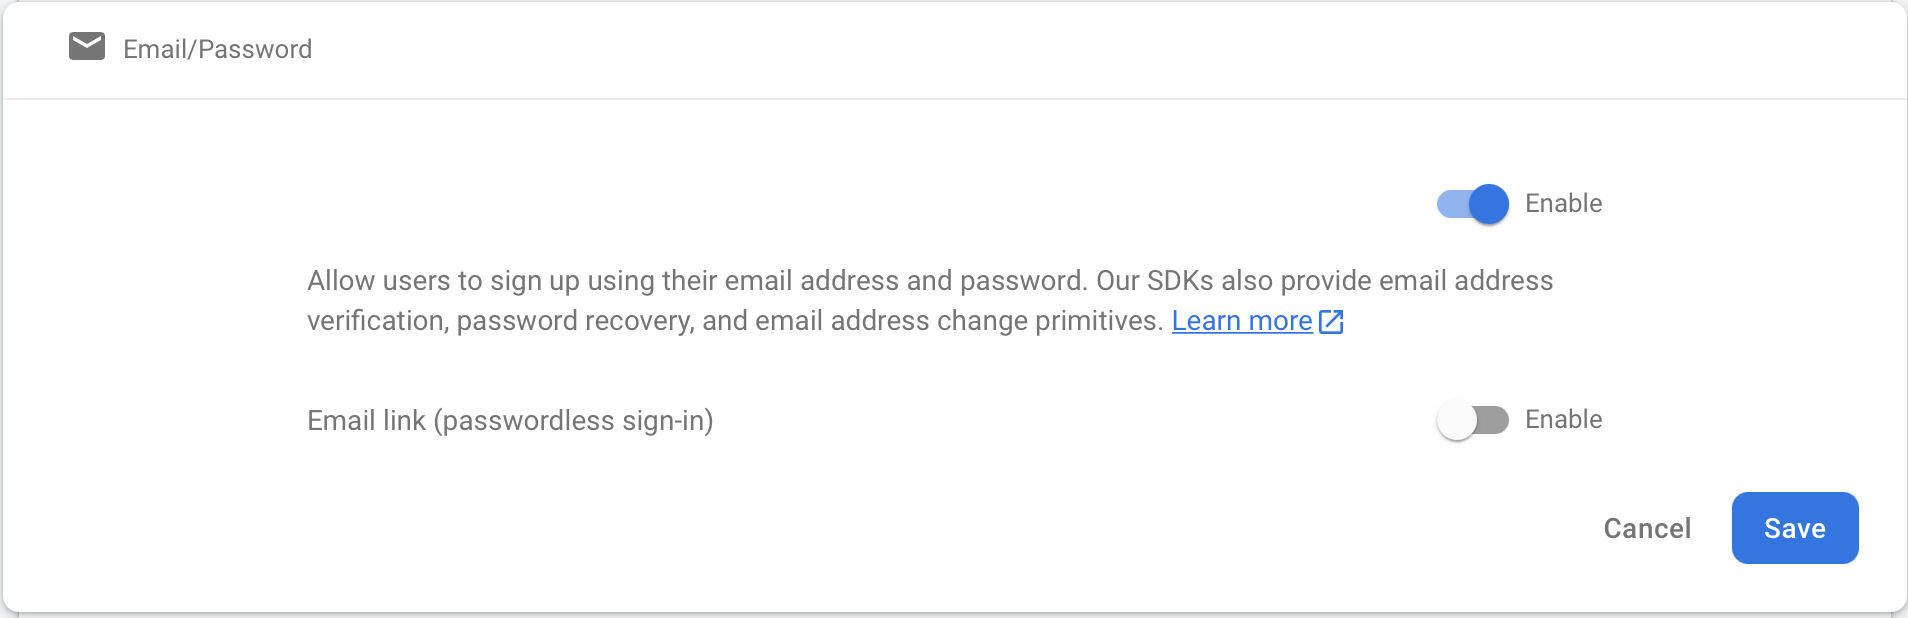 Email/Password
Enable
Allow users to sign up using their email address and password. Our SDKs also provide email address
verification, password recovery, and email address change primitives. Learn more
Email link (passwordless sign-in)
Enable
Cancel
Save